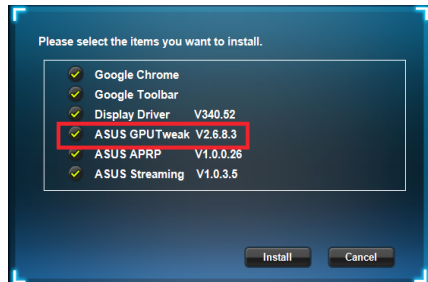 Please select the items you want to install.
Google Chrome
Google Toolbar
Display Driver V340.52
ASUS GPUTweak V2.6.8.3
ASUS APRP V1.0.0.26
ASUS Streaming V1.0.3.5
Install Cancel